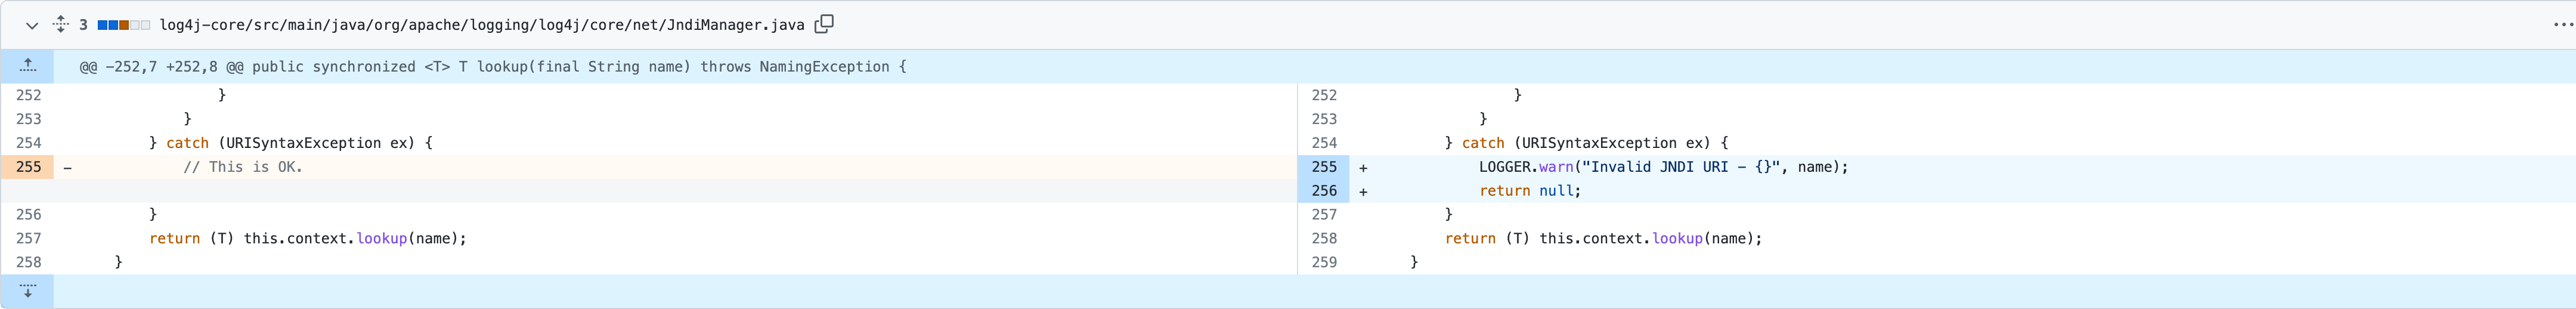 3 log4j-core/src/main/java/org/apache/logging/log4j/core/net/JndiManager.java
@@ -252,7 +252,8 @@ public synchronized <T> T lookup(final String name) throws NamingException {
252 }
253 }
254 } catch (URISyntaxException ex) {
255 - // This is OK.
256 }
257 return (T) this.context.lookup(name);
258 }
252 }
253 }
254 } catch (URISyntaxException ex) {
255 + LOGGER.warn("Invalid JNDI URI - {}", name);
256 + return null;
257 }
258 return (T) this.context.lookup(name);
259 }